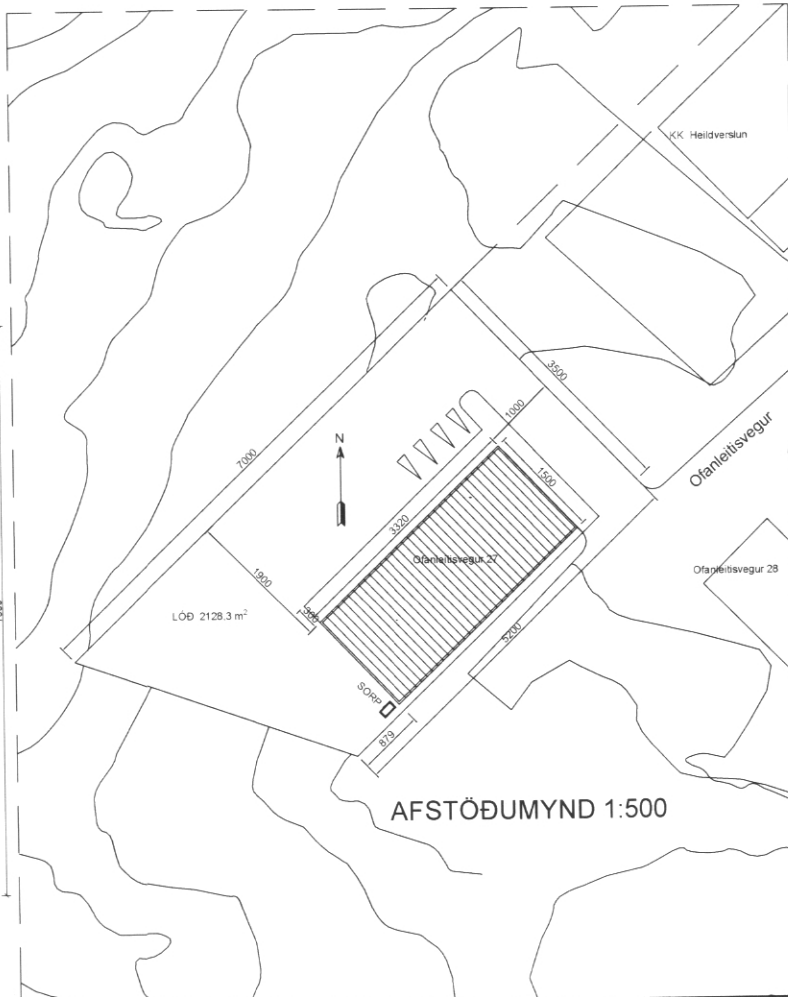 KK Heildverslun
3500
1000
Ofanleitisvegur
N
7000
1500
3320
Ofanleitisvegur 27
Ofanleitisvegur 28
1900
LÓÐ 2128.3 m²
300
5200
SORP
879
AFSTÖÐUMYND 1:500